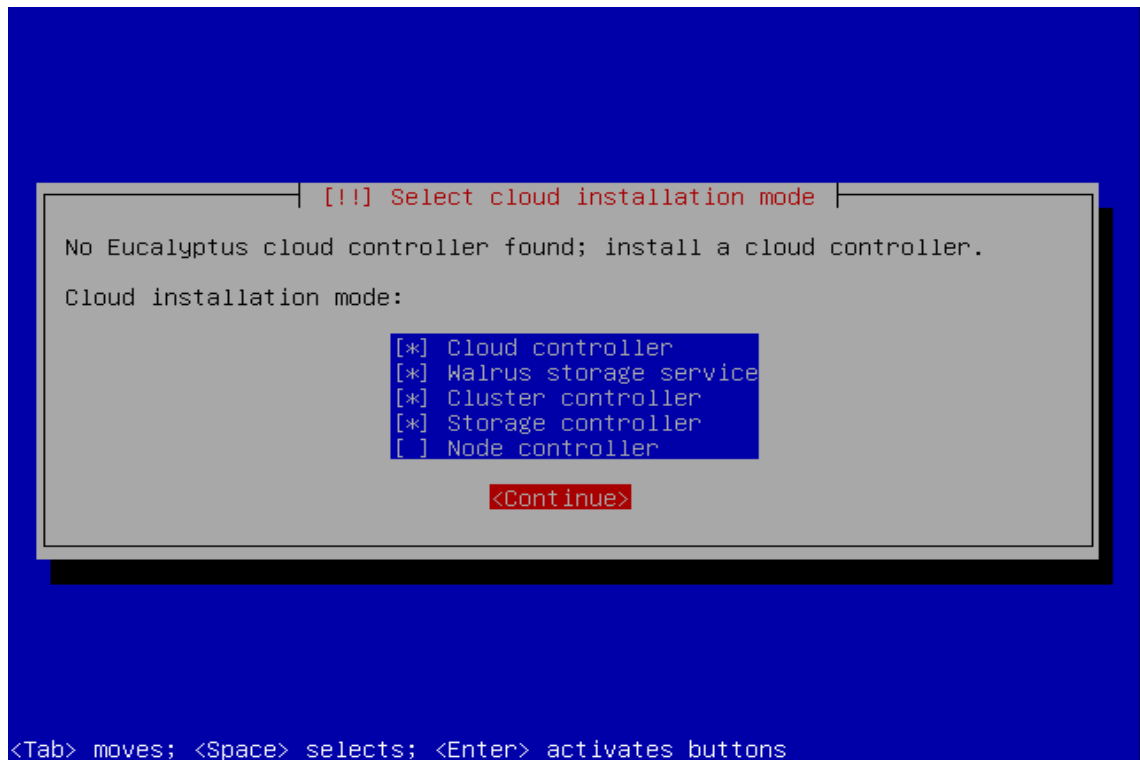 [!!] Select cloud installation mode
No Eucalyptus cloud controller found; install a cloud controller.
Cloud installation mode:
[*] Cloud controller
[*] Walrus storage service
[*] Cluster controller
[*] Storage controller
[ ] Node controller
<Continue>
<Tab> moves; <Space> selects; <Enter> activates buttons